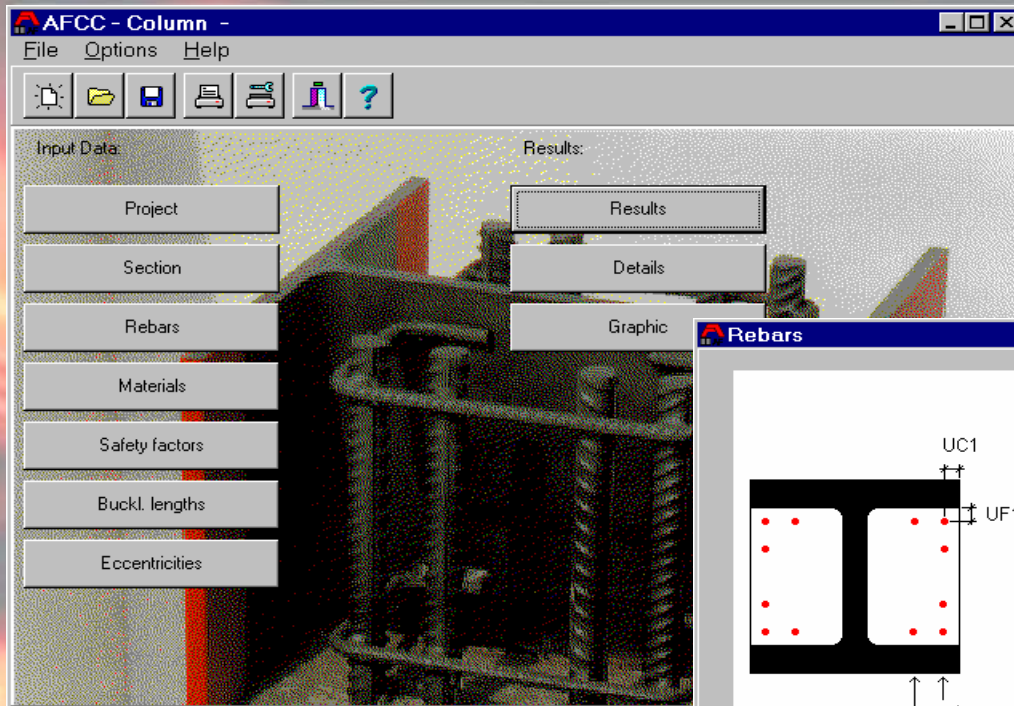 AFCC - Column -
File Options Help
Input Data:
Results:
Project
Results
Section
Details
Rebars
Graphic
Materials
Safety factors
Buckl. lengths
Eccentricities
Rebars
UC1
UF1